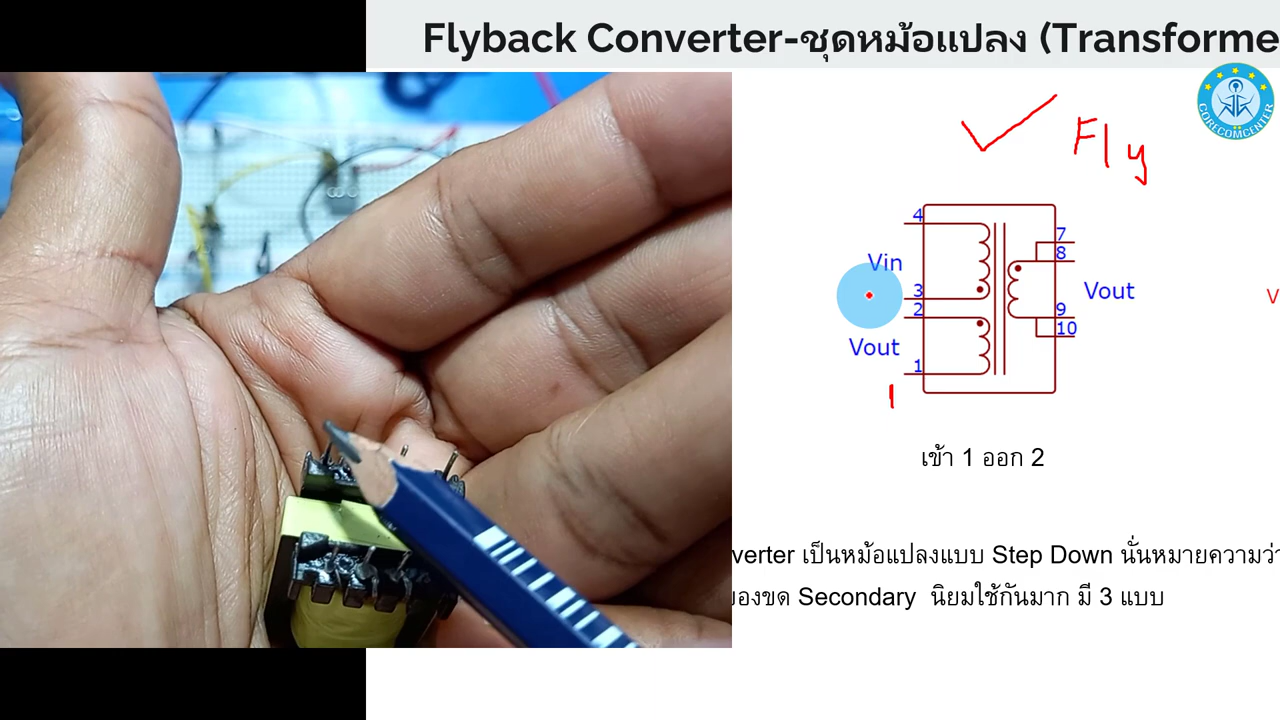 Flyback Converter-ชุดหม้อแปลง (Transforme
CORECOMCENTER
Fly
4
7
8
Vin
3
Vout
2
9
10
Vout
1
1
V
เข้า 1 ออก 2
verter เป็นหม้อแปลงแบบ Step Down นั่นหมายความว่า
ของขด Secondary นิยมใช้กันมาก มี 3 แบบ